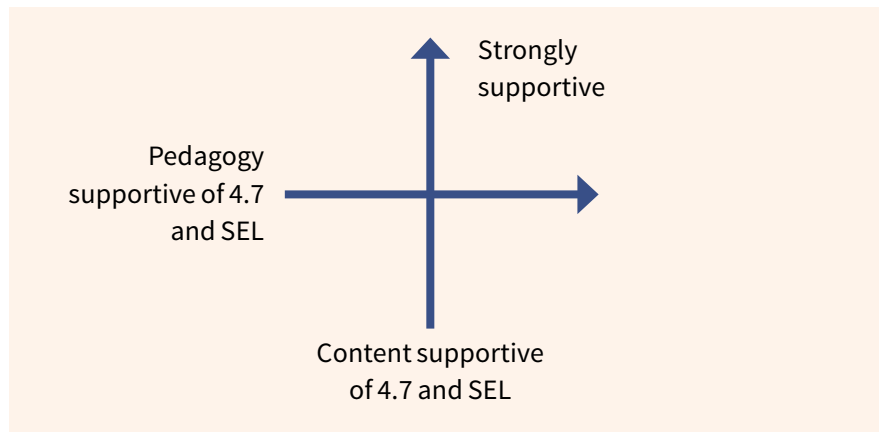 Strongly
supportive
Pedagogy
supportive of 4.7
and SEL
Content supportive
of 4.7 and SEL